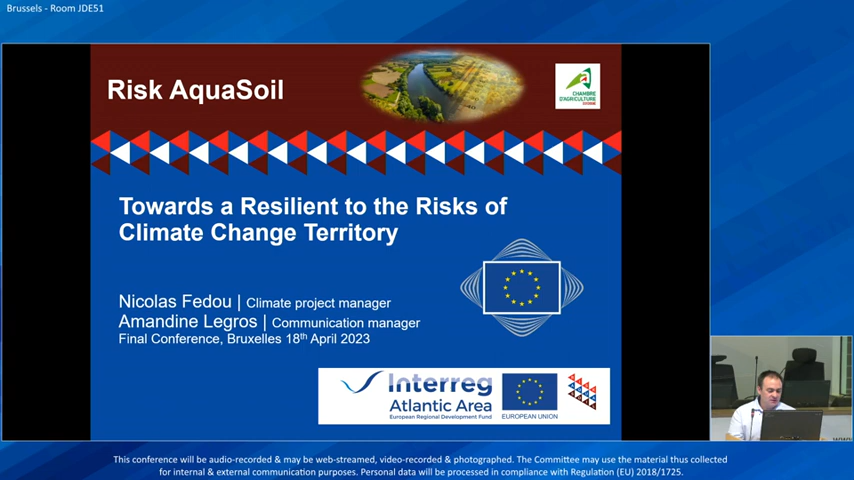 Brussels - Room JDE51
Risk AquaSoil
CHAMBRE
D'AGRICULTURE
Towards a Resilient to the Risks of
Climate Change Territory
Nicolas Fedou | Climate project manager
Amandine Legros | Communication manager
Final Conference, Bruxelles 18th April 2023
Interreg
Atlantic Area
European Regional Development Fund
EUROPEAN UNION
This conference will be audio-recorded & may be web-streamed, video-recorded & photographed. The Committee may use the material thus collected
for internal & external communication purposes. Personal data will be processed in compliance with Regulation (EU) 2018/1725.